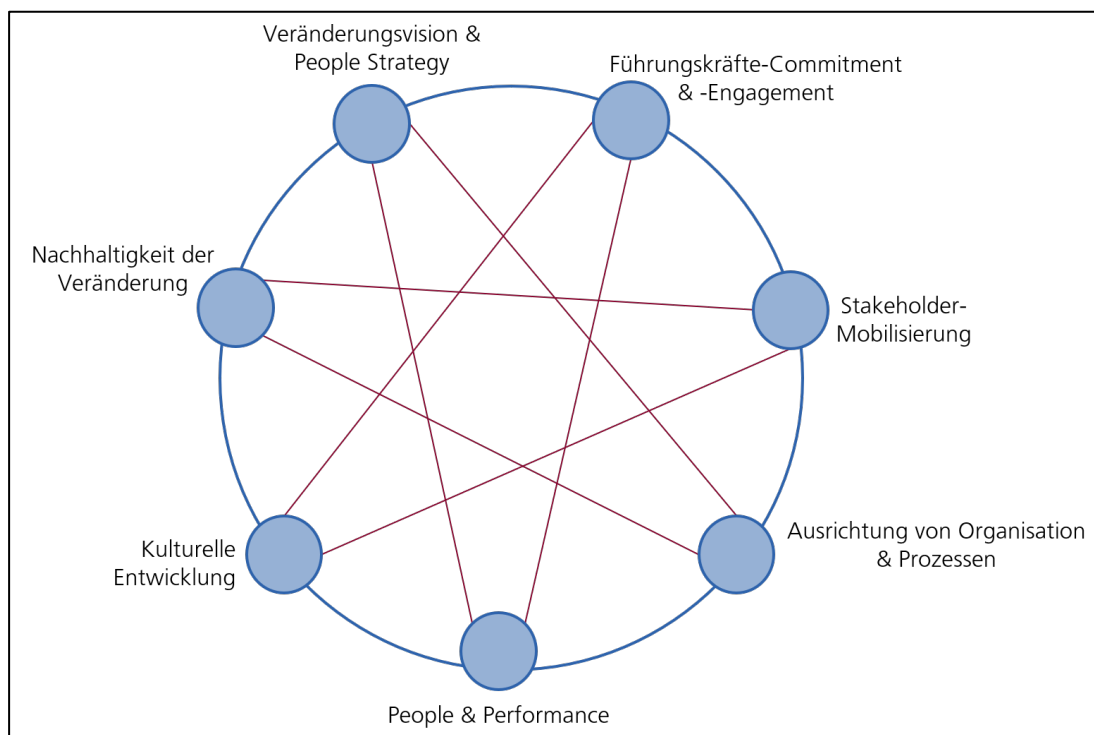 Veränderungsvision &
People Strategy
Führungskräfte-Commitment
& -Engagement
Nachhaltigkeit der
Veränderung
Stakeholder-
Mobilisierung
Kulturelle
Entwicklung
Ausrichtung von Organisation
& Prozessen
People & Performance